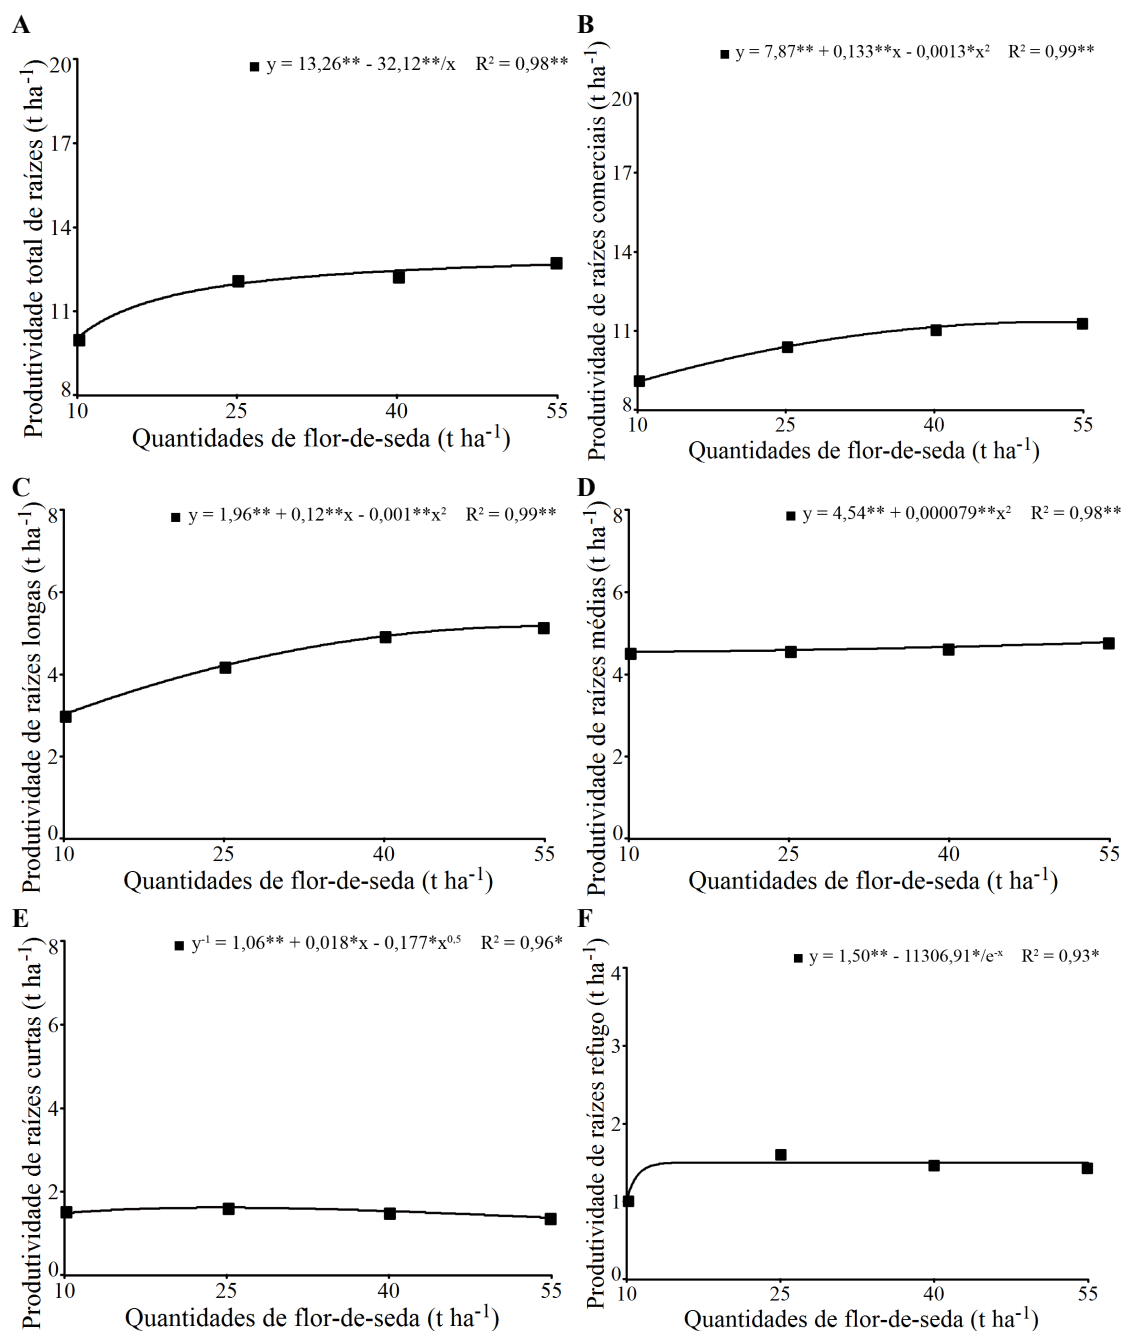 A
y = 13,26** - 32,12**/x R² = 0,98**
Produtividade total de raízes (t ha⁻¹)
20
17
14
11
8
10 25 40 55
Quantidades de flor-de-seda (t ha⁻¹)
B
y = 7,87** + 0,133**x - 0,0013*x² R² = 0,99**
Produtividade de raízes comerciais (t ha⁻¹)
20
17
14
11
8
10 25 40 55
Quantidades de flor-de-seda (t ha⁻¹)
C
y = 1,96** + 0,12**x - 0,001**x² R² = 0,99**
Produtividade de raízes longas (t ha⁻¹)
8
6
4
2
0
10 25 40 55
Quantidades de flor-de-seda (t ha⁻¹)
D
y = 4,54** + 0,000079**x² R² = 0,98**
Produtividade de raízes médias (t ha⁻¹)
8
6
4
2
0
10 25 40 55
Quantidades de flor-de-seda (t ha⁻¹)
E
y⁻¹ = 1,06** + 0,018*x - 0,177*x⁰·⁵ R² = 0,96*
Produtividade de raízes curtas (t ha⁻¹)
8
6
4
2
0
10 25 40 55
Quantidades de flor-de-seda (t ha⁻¹)
F
y = 1,50** - 11306,91*/e⁻ˣ R² = 0,93*
Produtividade de raízes refugo (t ha⁻¹)
4
3
2
1
0
10 25 40 55
Quantidades de flor-de-seda (t ha⁻¹)